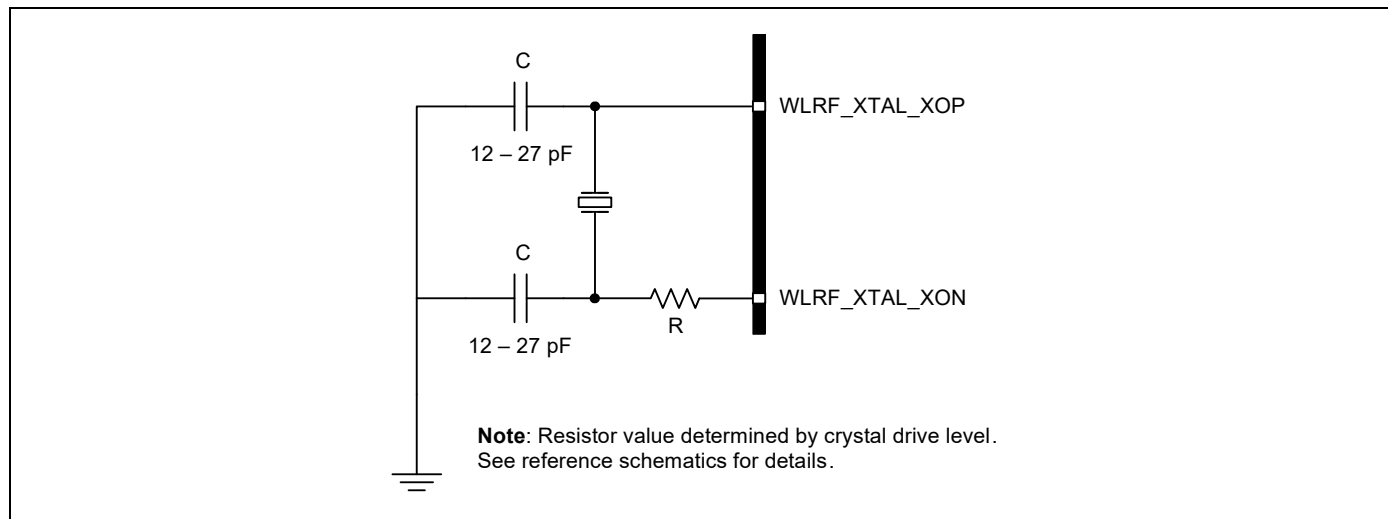 C
WLRF_XTAL_XOP
12 – 27 pF
C
WLRF_XTAL_XON
R
12 – 27 pF
Note: Resistor value determined by crystal drive level.
See reference schematics for details.